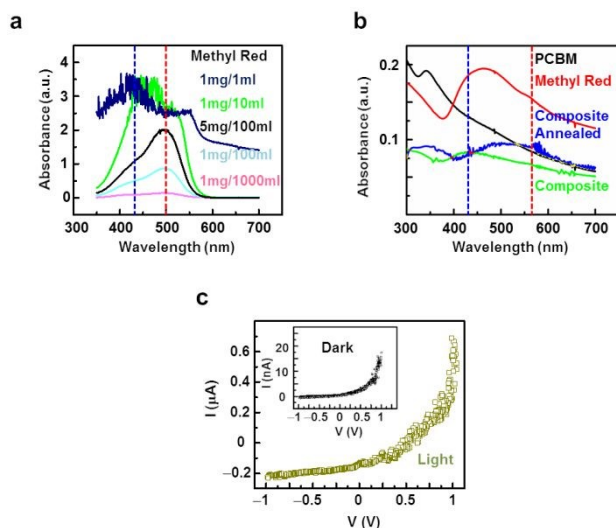 a
Absorbance (a.u.)
4
3
2
1
0
Methyl Red
1mg/1ml
1mg/10ml
5mg/100ml
1mg/100ml
1mg/1000ml
300 400 500 600 700
Wavelength (nm)
b
Absorbance (a.u.)
0.2
0.1
PCBM
Methyl Red
Composite
Annealed
Composite
300 400 500 600 700
Wavelength (nm)
c
I (µA)
0.6
0.4
0.2
0
−0.2
Dark
I (nA)
20
10
0
−1 −0.5 0 0.5 1
V (V)
Light
−1 −0.5 0 0.5 1
V (V)